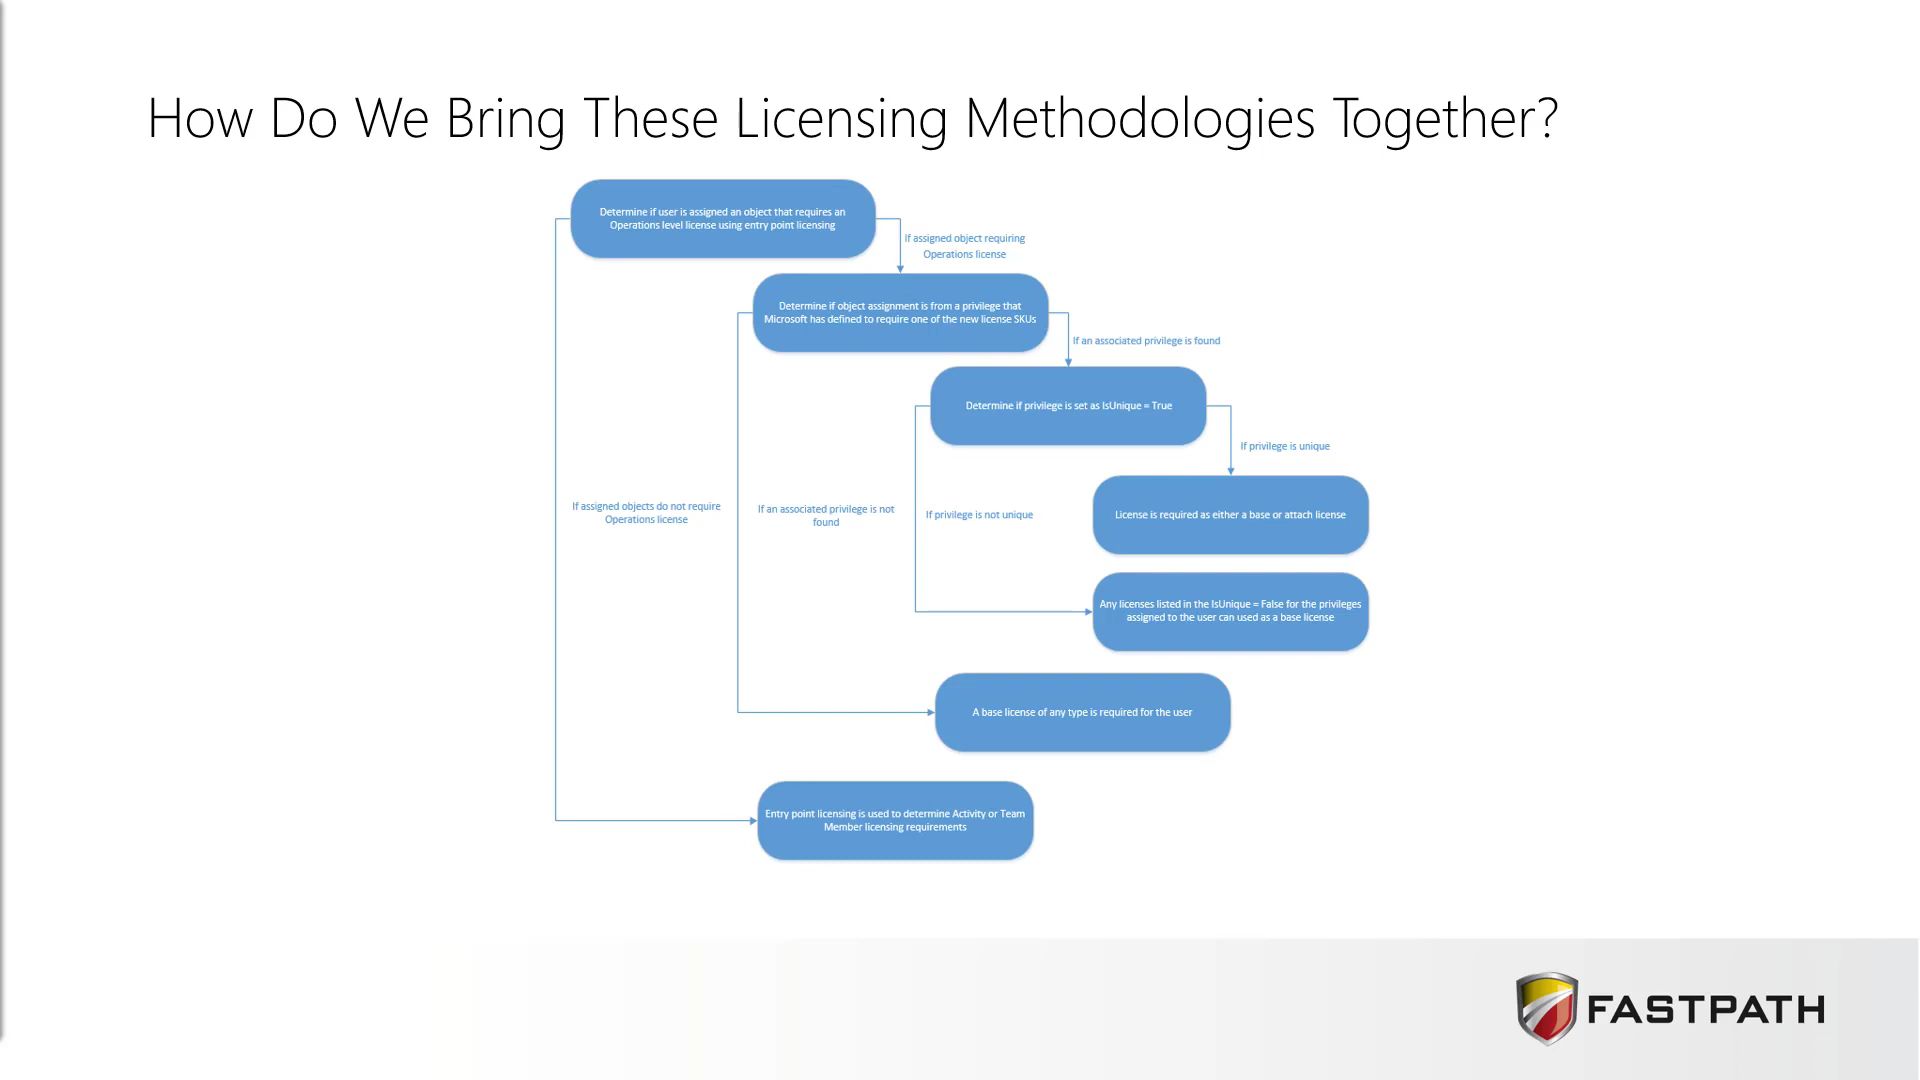 How Do We Bring These Licensing Methodologies Together?
Determine if user is assigned an object that requires an
Operations level license using entry point licensing
If assigned object requiring
Operations license
Determine if object assignment is from a privilege that
Microsoft has defined to require one of the new license SKUs
If an associated privilege is found
Determine if privilege is set as IsUnique = True
If privilege is unique
If assigned objects do not require
Operations license
If an associated privilege is not
found
If privilege is not unique
License is required as either a base or attach license
Any licenses listed in the IsUnique = False for the privileges
assigned to the user can used as a base license
A base license of any type is required for the user
Entry point licensing is used to determine Activity or Team
Member licensing requirements
FASTPATH